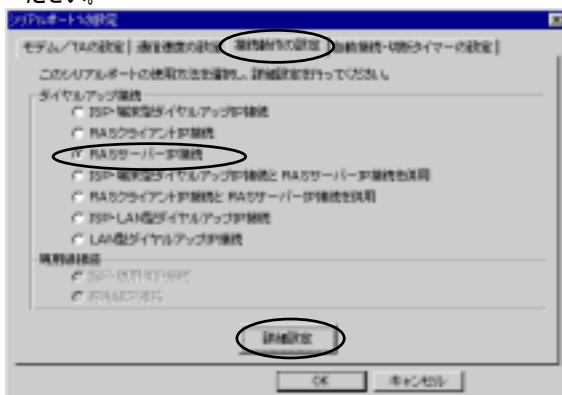 ださい。
シリアルポート1の設定
モデム／TAの設定
通信速度の設定
接続動作の設定
自動接続・切断タイマーの設定
このシリアルポートの使用方法を選択し、詳細設定を行ってください。
ダイヤルアップ接続
ISP・端末型ダイヤルアップIP接続
RASクライアントIP接続
RASサーバーIP接続
ISP・端末型ダイヤルアップIP接続と RASサーバーIP接続を併用
RASクライアントIP接続と RASサーバーIP接続を併用
ISP・LAN型ダイヤルアップIP接続
LAN型ダイヤルアップIP接続
専用線接続
詳細設定
OK
キャンセル